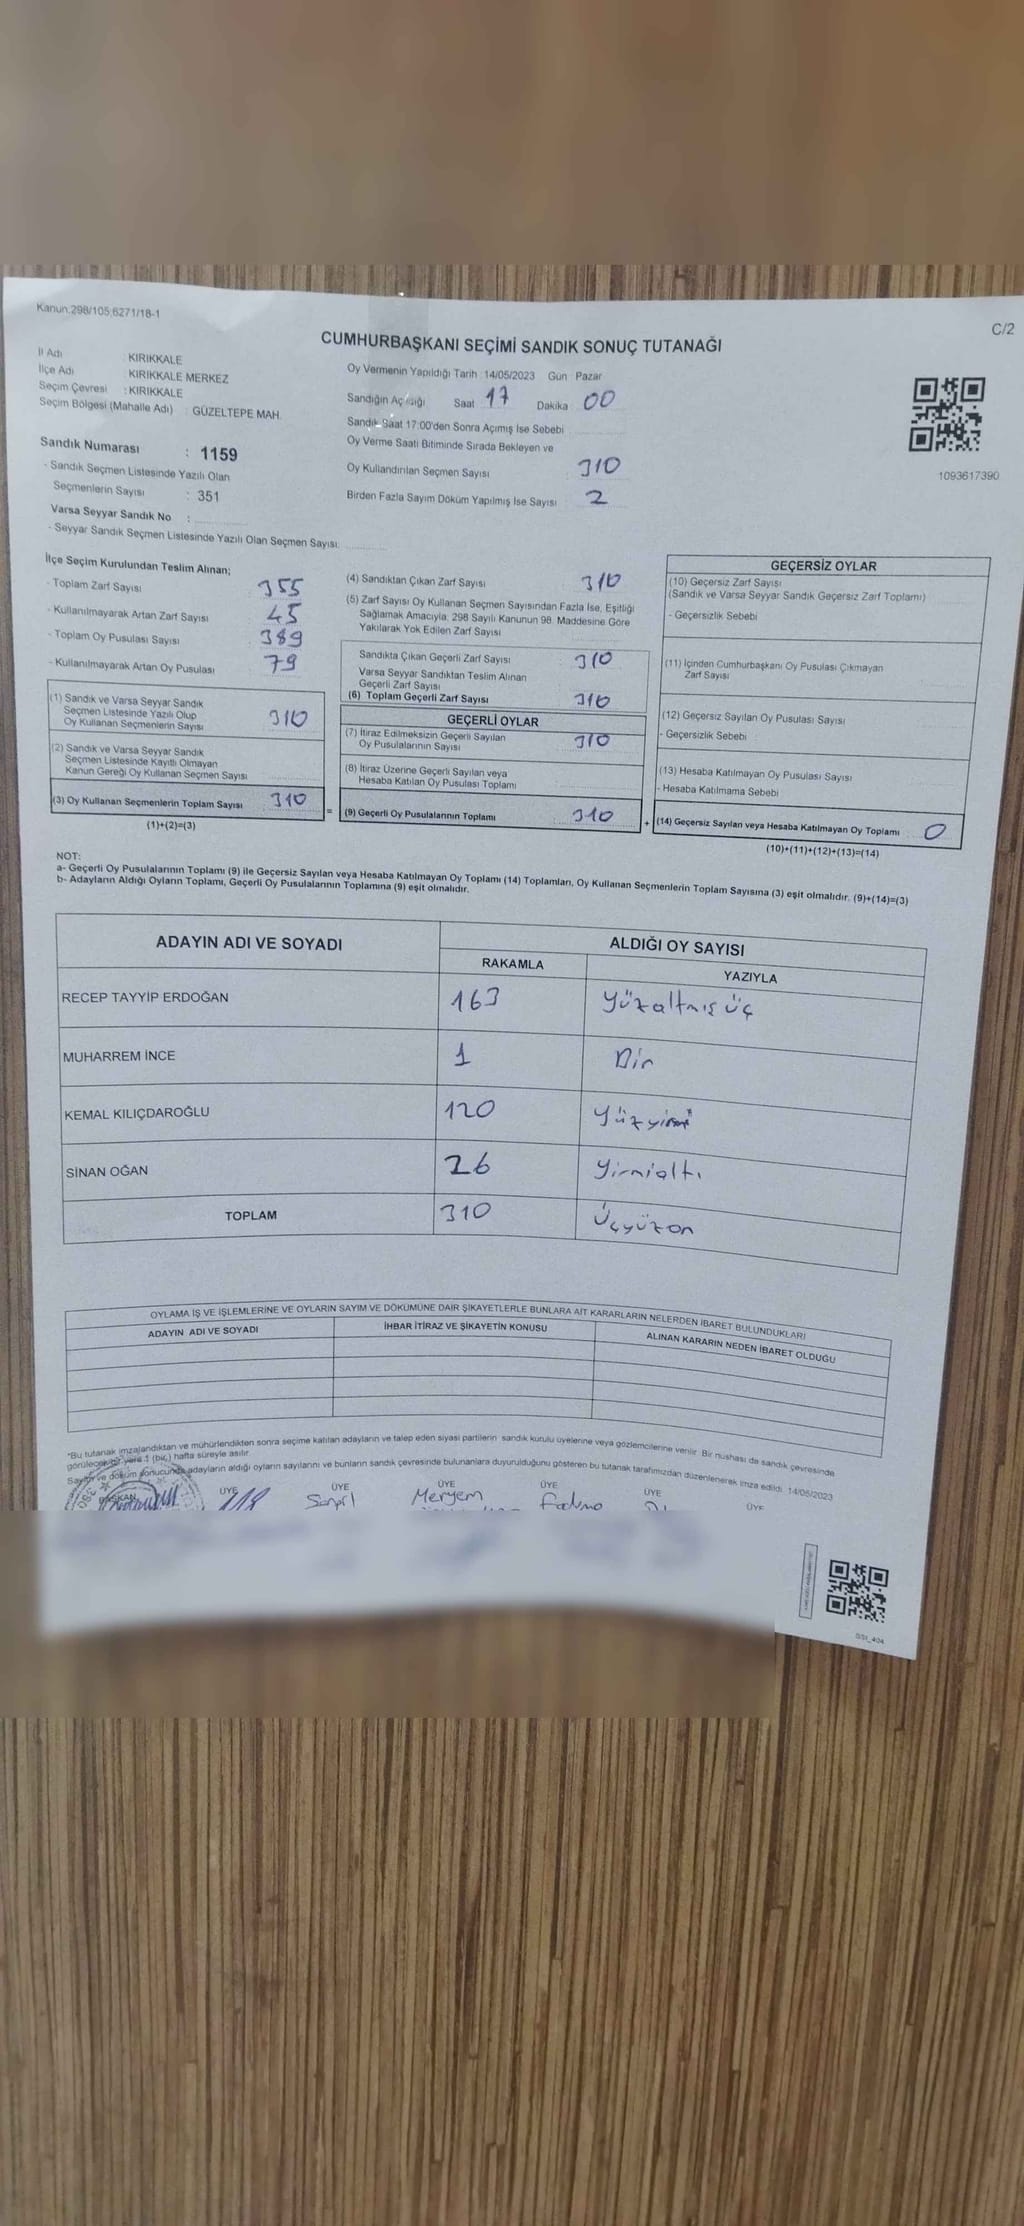 Kanun.298/105,6271/18-1
C/2
CUMHURBAŞKANI SEÇİMİ SANDIK SONUÇ TUTANAĞI
İl Adı : KIRIKKALE
İlçe Adı : KIRIKKALE MERKEZ
Seçim Çevresi : KIRIKKALE
Seçim Bölgesi (Mahalle Adı) : GÜZELTEPE MAH.
Sandık Numarası : 1159
- Sandık Seçmen Listesinde Yazılı Olan
Seçmenlerin Sayısı : 351
Varsa Seyyar Sandık No :
- Seyyar Sandık Seçmen Listesinde Yazılı Olan Seçmen Sayısı:
Oy Vermenin Yapıldığı Tarih : 14/05/2023 Gün : Pazar
Sandığın Açıldığı Saat 17 Dakika 00
Sandık Saat 17:00'den Sonra Açımış İse Sebebi
Oy Verme Saati Bitiminde Sırada Bekleyen ve
Oy Kullandırılan Seçmen Sayısı 310
Birden Fazla Sayım Döküm Yapılmış İse Sayısı 2
1093617390
İlçe Seçim Kurulundan Teslim Alınan;
- Toplam Zarf Sayısı 355
- Kullanılmayarak Artan Zarf Sayısı 45
- Toplam Oy Pusulası Sayısı 389
- Kullanılmayarak Artan Oy Pusulası 79
(1) Sandık ve Varsa Seyyar Sandık
Seçmen Listesinde Yazılı Olup
Oy Kullanan Seçmenlerin Sayısı 310
(2) Sandık ve Varsa Seyyar Sandık
Seçmen Listesinde Kayıtlı Olmayan
Kanun Gereği Oy Kullanan Seçmen Sayısı
(3) Oy Kullanan Seçmenlerin Toplam Sayısı 310
(1)+(2)=(3)
(4) Sandıktan Çıkan Zarf Sayısı 310
(5) Zarf Sayısı Oy Kullanan Seçmen Sayısından Fazla İse, Eşitliği
Sağlamak Amacıyla, 298 Sayılı Kanunun 98. Maddesine Göre
Yakılarak Yok Edilen Zarf Sayısı
Sandıkta Çıkan Geçerli Zarf Sayısı 310
Varsa Seyyar Sandıktan Teslim Alınan
Geçerli Zarf Sayısı
(6) Toplam Geçerli Zarf Sayısı 310
GEÇERLİ OYLAR
(7) İtiraz Edilmeksizin Geçerli Sayılan
Oy Pusulalarının Sayısı 310
(8) İtiraz Üzerine Geçerli Sayılan veya
Hesaba Katılan Oy Pusulası Toplamı
= (9) Geçerli Oy Pusulalarının Toplamı 310
GEÇERSİZ OYLAR
(10) Geçersiz Zarf Sayısı
(Sandık ve Varsa Seyyar Sandık Geçersiz Zarf Toplamı)
- Geçersizlik Sebebi
(11) İçinden Cumhurbaşkanı Oy Pusulası Çıkmayan
Zarf Sayısı
(12) Geçersiz Sayılan Oy Pusulası Sayısı
- Geçersizlik Sebebi
(13) Hesaba Katılmayan Oy Pusulası Sayısı
- Hesaba Katılmama Sebebi
+ (14) Geçersiz Sayılan veya Hesaba Katılmayan Oy Toplamı 0
(10)+(11)+(12)+(13)=(14)
NOT:
a- Geçerli Oy Pusulalarının Toplamı (9) ile Geçersiz Sayılan veya Hesaba Katılmayan Oy Toplamı (14) Toplamları, Oy Kullanan Seçmenlerin Toplam Sayısına (3) eşit olmalıdır. (9)+(14)=(3)
b- Adayların Aldığı Oyların Toplamı, Geçerli Oy Pusulalarının Toplamına (9) eşit olmalıdır.
ADAYIN ADI VE SOYADI ALDIĞI OY SAYISI
RAKAMLA YAZIYLA
RECEP TAYYİP ERDOĞAN 163 Yüzaltmış üç
MUHARREM İNCE 1 Bir
KEMAL KILIÇDAROĞLU 120 Yüzyirmi
SİNAN OĞAN 26 Yirmialtı
TOPLAM 310 Üçyüzon
OYLAMA İŞ VE İŞLEMLERİNE VE OYLARIN SAYIM VE DÖKÜMÜNE DAİR ŞİKAYETLERLE BUNLARA AİT KARARLARIN NELERDEN İBARET BULUNDUKLARI
ADAYIN ADI VE SOYADI İHBAR İTİRAZ VE ŞİKAYETİN KONUSU ALINAN KARARIN NEDEN İBARET OLDUĞU
*Bu tutanak imzalandıktan ve mühürlendikten sonra seçime katılan adayların ve talep eden siyasi partilerin sandık kurulu üyelerine veya gözlemcilerine verilir. Bir nüshası da sandık çevresinde
görülecek bir yere 1 (bir) hafta süreyle asılır.
Sayım ve döküm sonucunda adayların aldığı oyların sayılarını ve bunların sandık çevresinde bulunanlara duyurulduğunu gösteren bu tutanak tarafımızdan düzenlenerek imza edildi. 14/05/2023
BAŞKAN ÜYE ÜYE ÜYE ÜYE ÜYE ÜYE
Meryem Fadıma
SSI_404